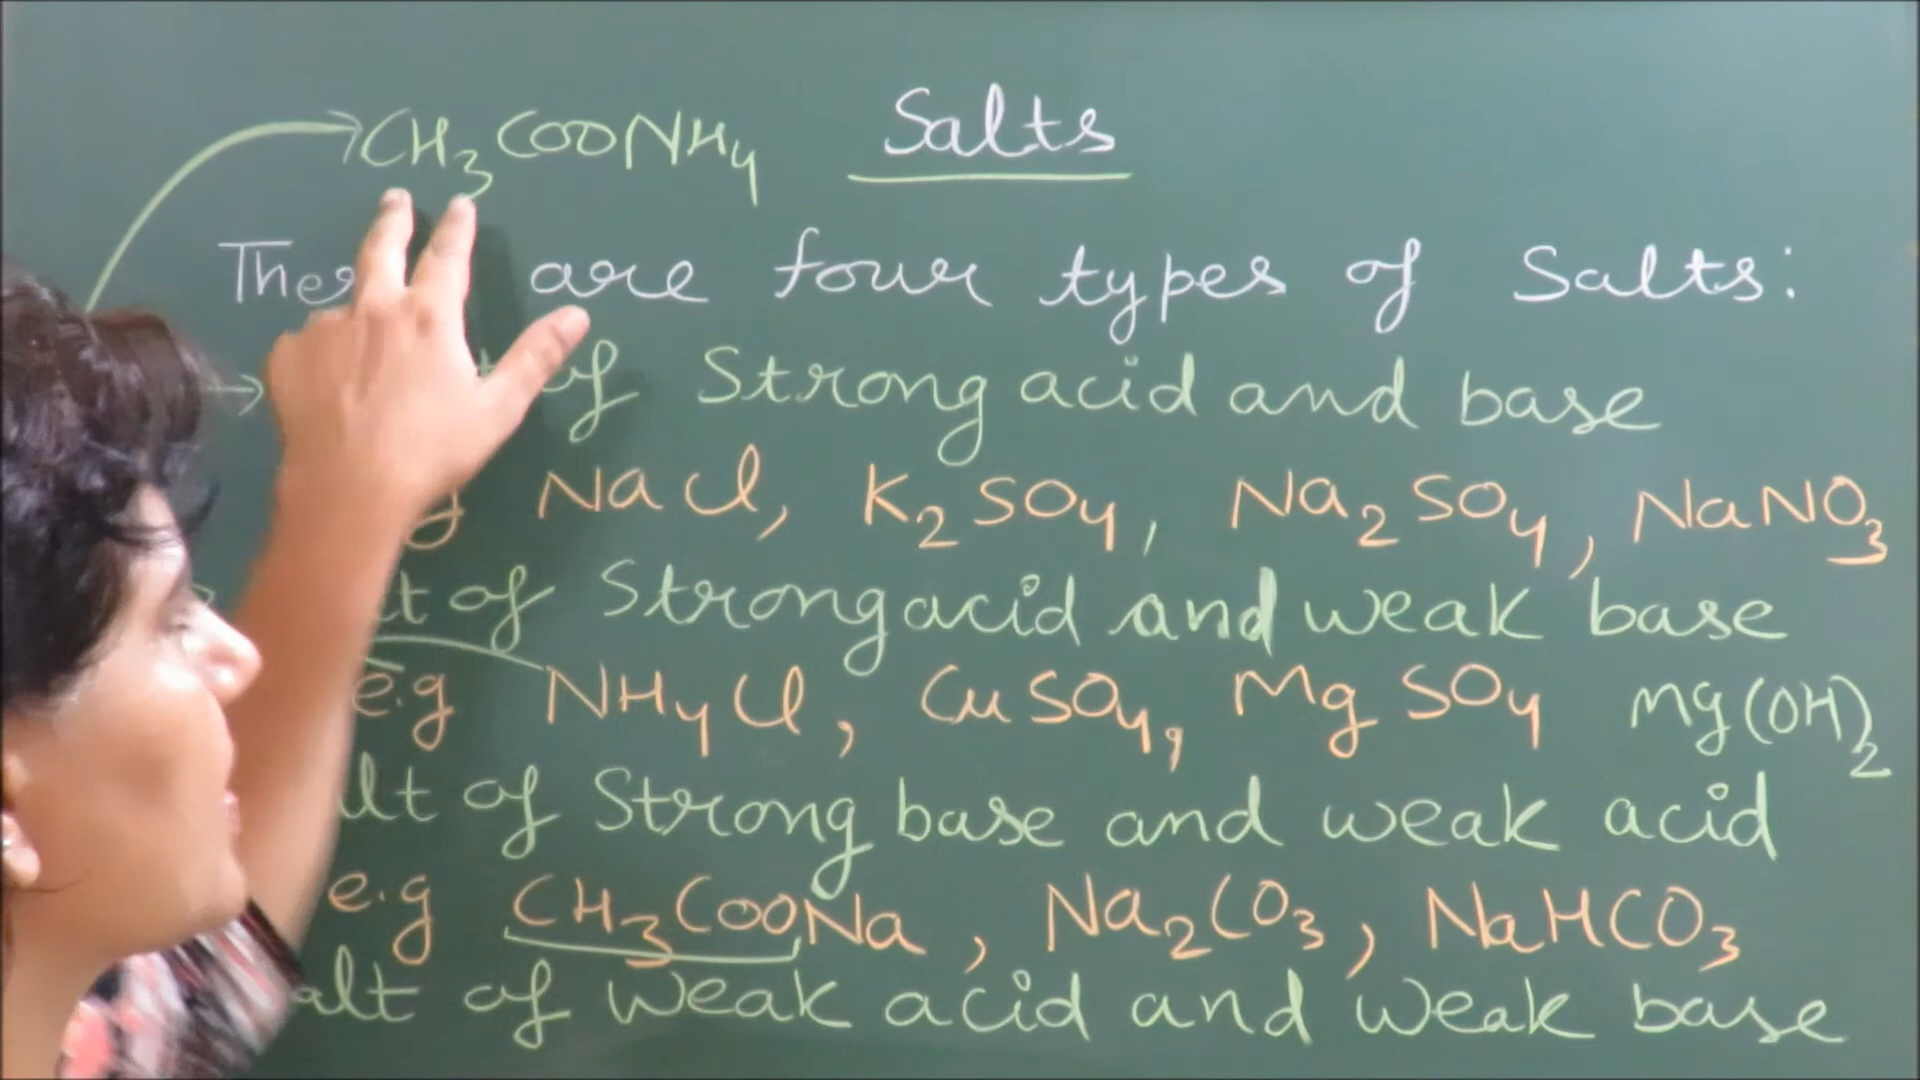 CH3COONH4 Salts
are four types of Salts:
of Strong acid and base
NaCl, K2SO4, Na2SO4, NaNO3
of Strong acid and weak base
e.g NH4Cl, CuSO4, MgSO4 Mg(OH)2
of Strong base and weak acid
e.g CH3COONa, Na2CO3, NaHCO3
of weak acid and weak base